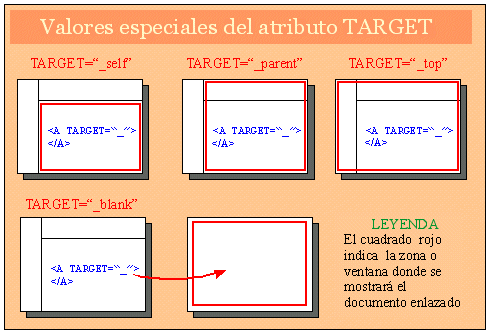 Valores especiales del atributo TARGET
TARGET=“_self”
TARGET=“_parent”
TARGET=“_top”
<A TARGET=“_”>
</A>
<A TARGET=“_”>
</A>
<A TARGET=“_”>
</A>
TARGET=“_blank”
<A TARGET=“_”>
</A>
LEYENDA
El cuadrado rojo
indica la zona o
ventana donde se
mostrará el
documento enlazado